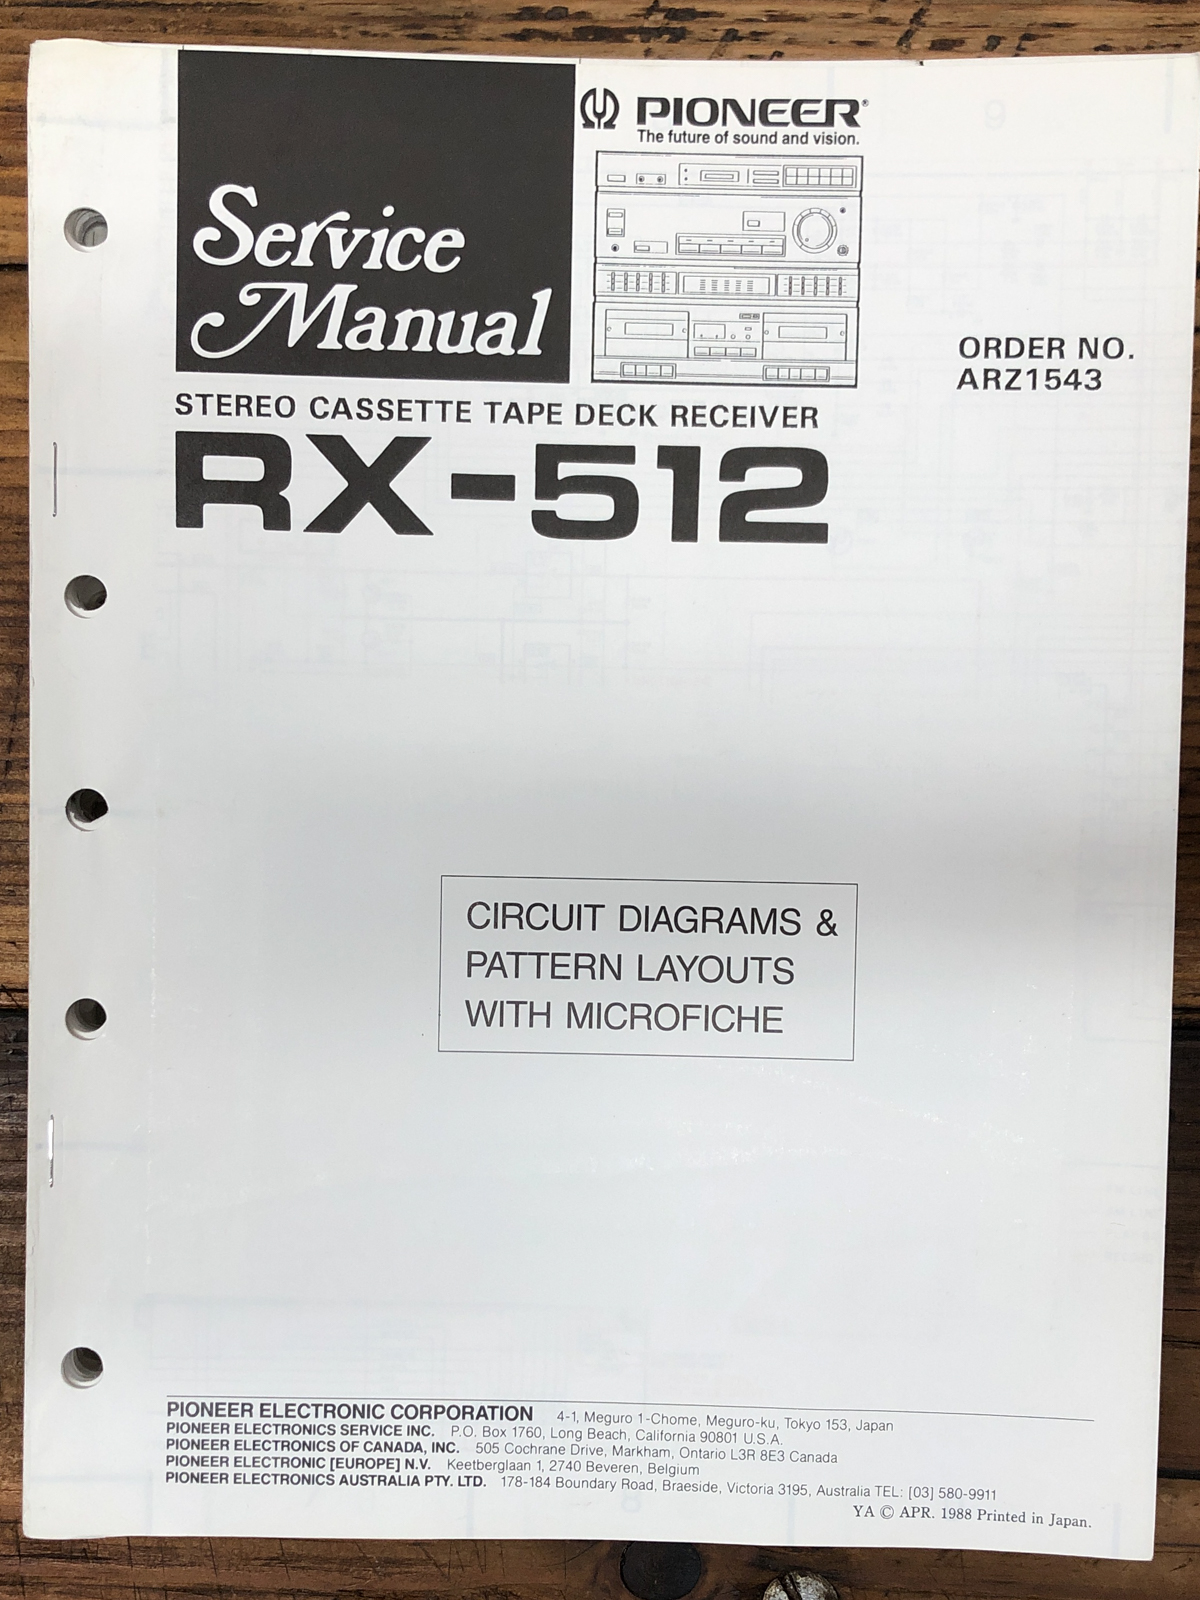 Service
Manual
PIONEER®
The future of sound and vision.
ORDER NO.
ARZ1543
STEREO CASSETTE TAPE DECK RECEIVER
RX-512
CIRCUIT DIAGRAMS &
PATTERN LAYOUTS
WITH MICROFICHE
PIONEER ELECTRONIC CORPORATION 4-1, Meguro 1-Chome, Meguro-ku, Tokyo 153, Japan
PIONEER ELECTRONICS SERVICE INC. P.O. Box 1760, Long Beach, California 90801 U.S.A.
PIONEER ELECTRONICS OF CANADA, INC. 505 Cochrane Drive, Markham, Ontario L3R 8E3 Canada
PIONEER ELECTRONIC [EUROPE] N.V. Keetberglaan 1, 2740 Beveren, Belgium
PIONEER ELECTRONICS AUSTRALIA PTY. LTD. 178-184 Boundary Road, Braeside, Victoria 3195, Australia TEL: [03] 580-9911
YA © APR. 1988 Printed in Japan.